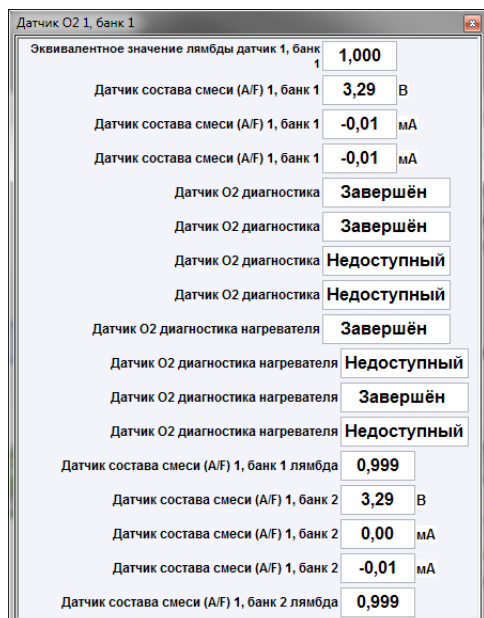 Датчик O2 1, банк 1
Эквивалентное значение лямбды датчик 1, банк 1 1,000
Датчик состава смеси (A/F) 1, банк 1 3,29 В
Датчик состава смеси (A/F) 1, банк 1 -0,01 мА
Датчик состава смеси (A/F) 1, банк 1 -0,01 мА
Датчик O2 диагностика Завершён
Датчик O2 диагностика Завершён
Датчик O2 диагностика Недоступный
Датчик O2 диагностика Недоступный
Датчик O2 диагностика нагревателя Завершён
Датчик O2 диагностика нагревателя Недоступный
Датчик O2 диагностика нагревателя Завершён
Датчик O2 диагностика нагревателя Недоступный
Датчик состава смеси (A/F) 1, банк 1 лямбда 0,999
Датчик состава смеси (A/F) 1, банк 2 3,29 В
Датчик состава смеси (A/F) 1, банк 2 0,00 мА
Датчик состава смеси (A/F) 1, банк 2 -0,01 мА
Датчик состава смеси (A/F) 1, банк 2 лямбда 0,999